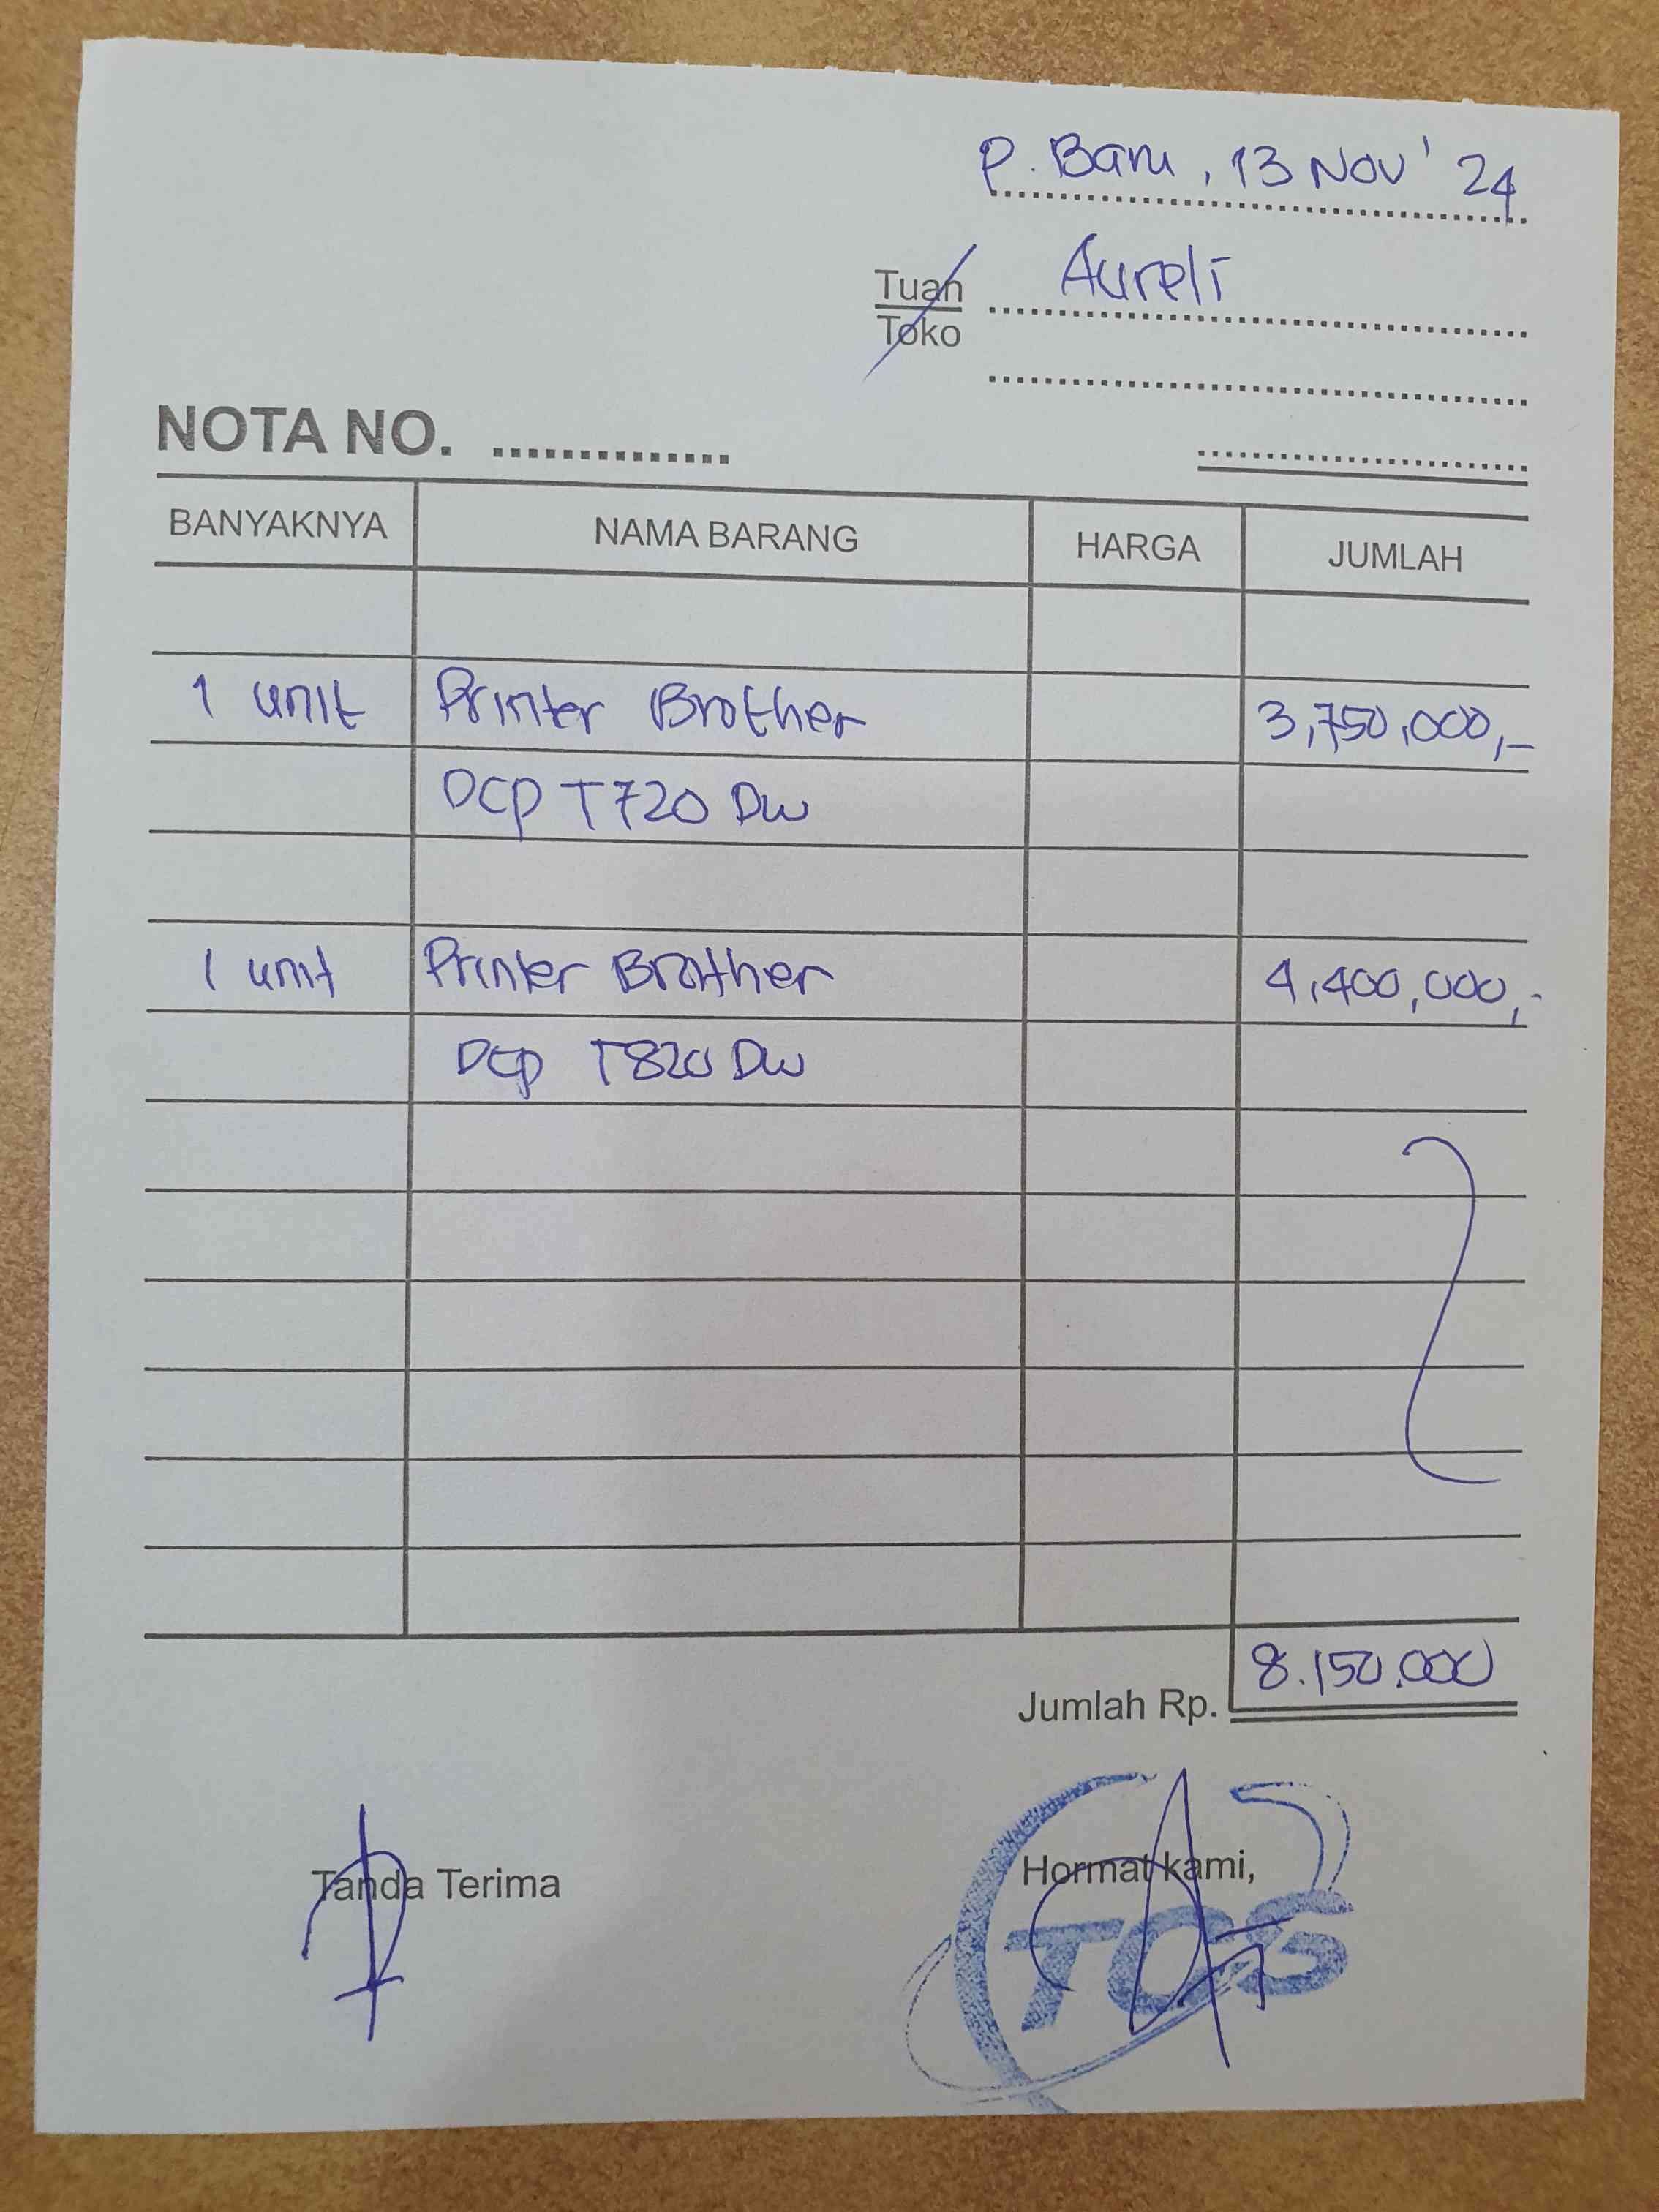 P. Baru, 13 Nov '24
Tuan Aureli
Toko
NOTA NO. ..............
BANYAKNYA NAMA BARANG HARGA JUMLAH
1 unit Printer Brother 3,750,000,-
DCP T720 DW
1 unit Printer Brother 4,400,000,-
DCP T820 DW
Jumlah Rp. 8.150.000
Tanda Terima Hormat kami,
TOS